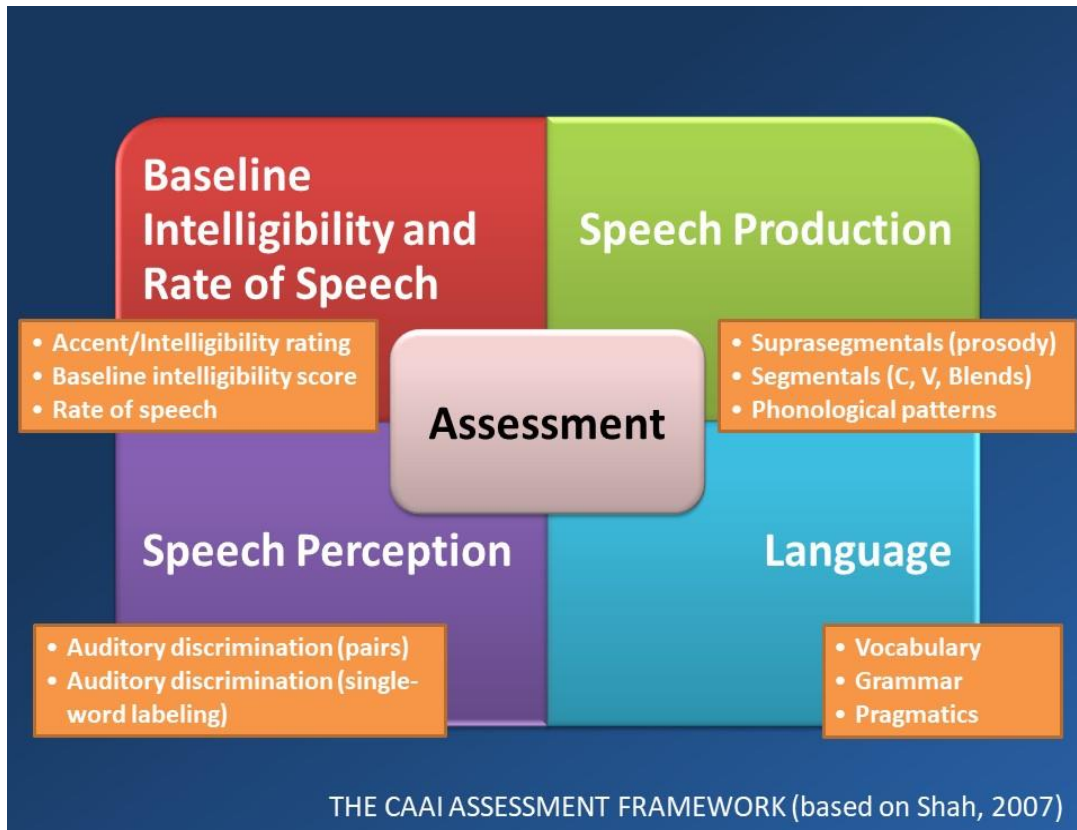 Baseline
Intelligibility and
Rate of Speech
Speech Production
• Accent/Intelligibility rating
• Baseline intelligibility score
• Rate of speech
• Suprasegmentals (prosody)
• Segmentals (C, V, Blends)
• Phonological patterns
Assessment
Speech Perception
Language
• Auditory discrimination (pairs)
• Auditory discrimination (single-
word labeling)
• Vocabulary
• Grammar
• Pragmatics
THE CAAI ASSESSMENT FRAMEWORK (based on Shah, 2007)